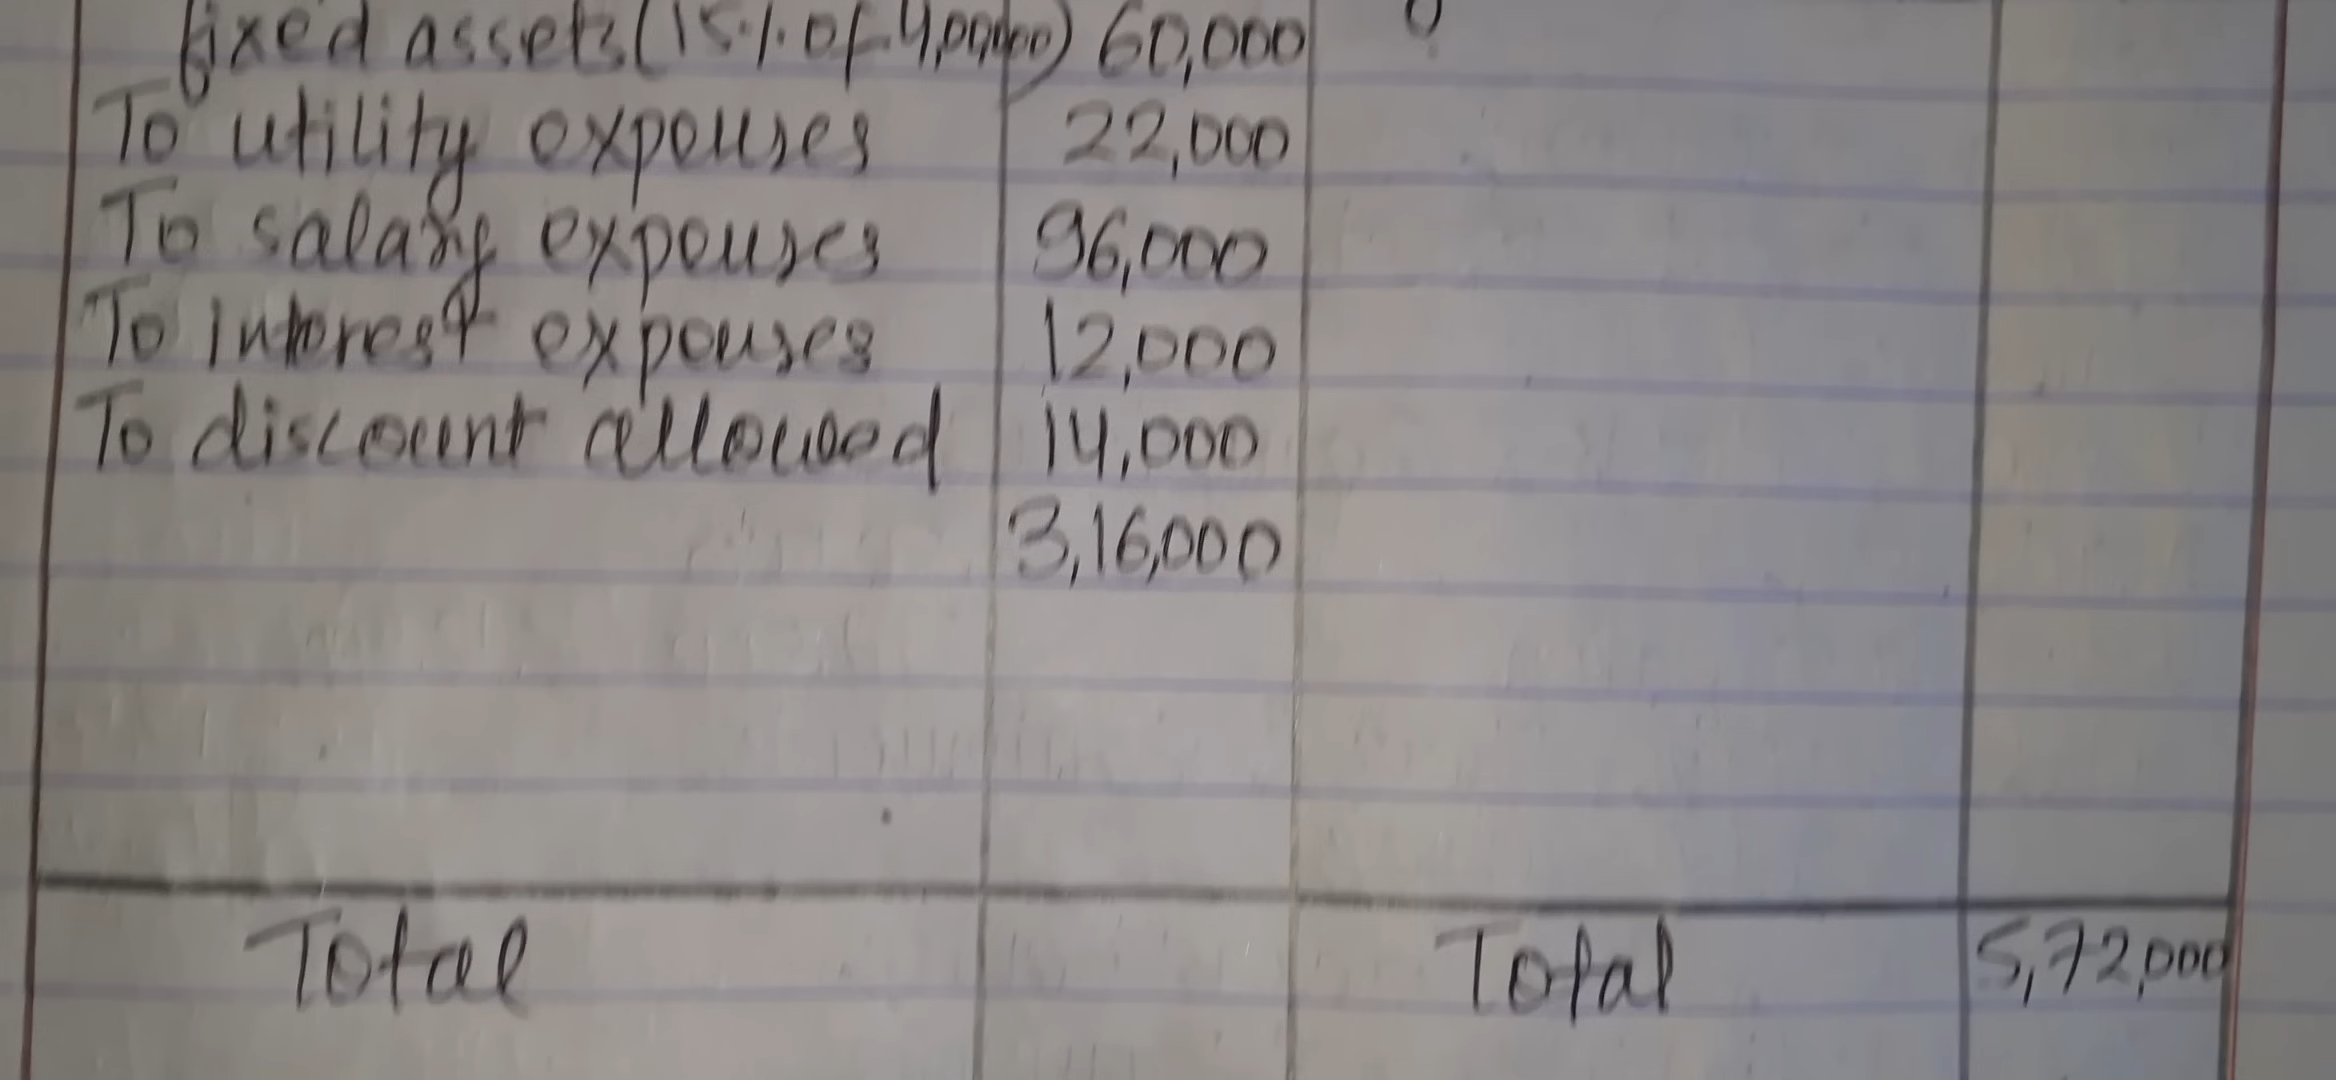 fixed assets (15% of 4,00,000) 60,000
To utility expenses 22,000
To salary expenses 96,000
To interest expenses 12,000
To discount allowed 14,000
3,16,000
Total Total 5,72,000